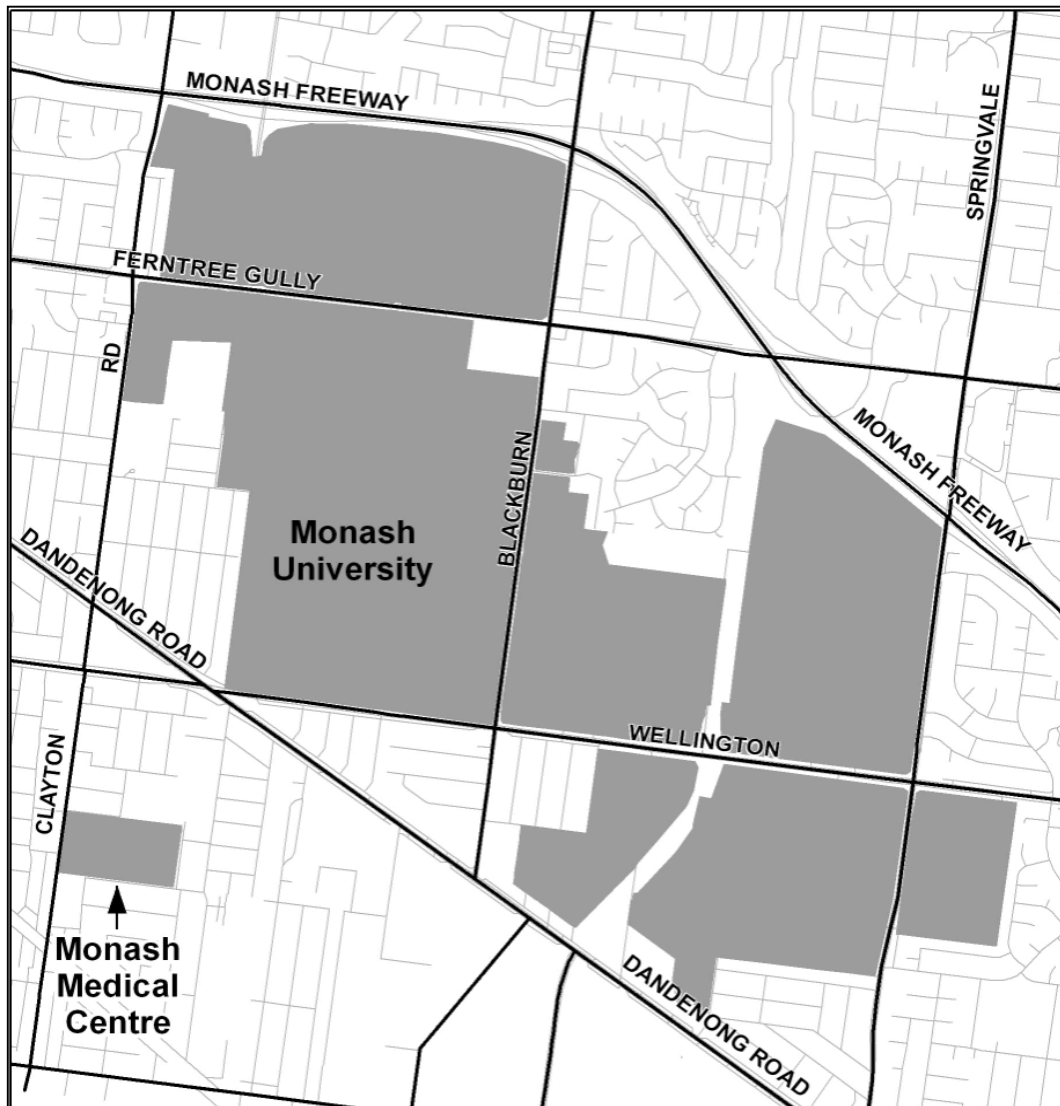 MONASH FREEWAY
SPRINGVALE
FERNTREE GULLY
RD
MONASH FREEWAY
BLACKBURN
Monash
University
DANDENONG ROAD
WELLINGTON
CLAYTON
Monash
Medical
Centre
DANDENONG ROAD